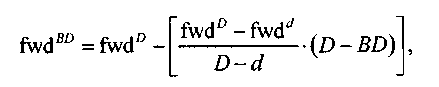 fwd^{BD} = fwd^{D} − [ (fwd^{D} − fwd^{d}) / (D − d) · (D − BD) ],